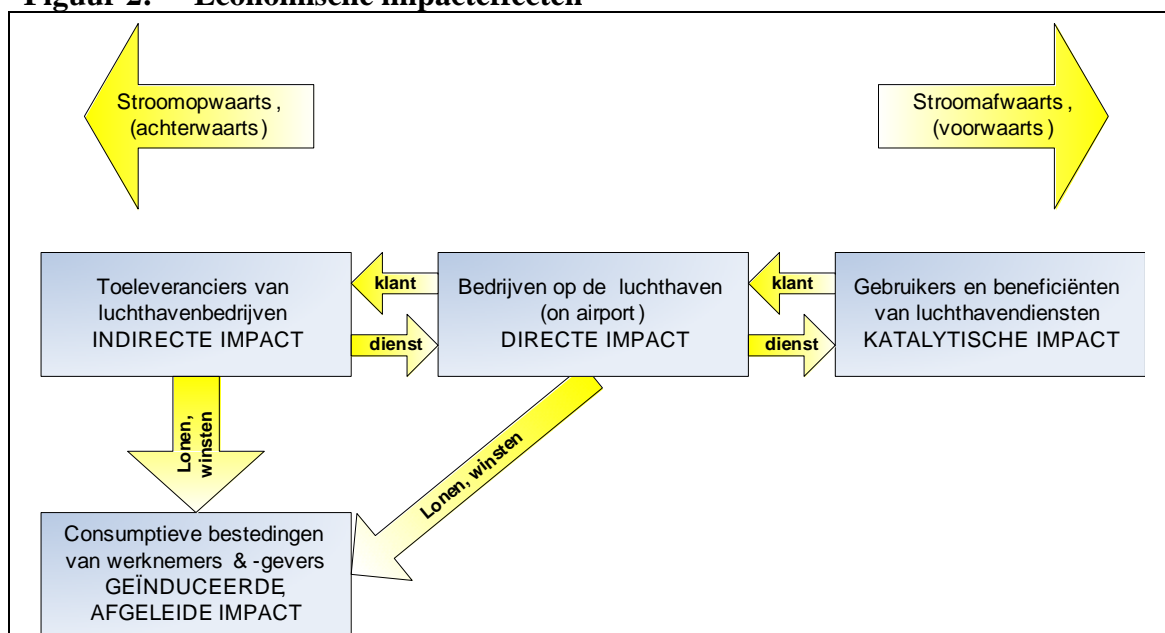 Figuur 2: Economische impacteffecten
Stroomopwaarts,
(achterwaarts)
Stroomafwaarts,
(voorwaarts)
Toeleveranciers van
luchthavenbedrijven
INDIRECTE IMPACT
klant
dienst
Bedrijven op de luchthaven
(on airport)
DIRECTE IMPACT
klant
dienst
Gebruikers en beneficiënten
van luchthavendiensten
KATALYTISCHE IMPACT
Lonen,
winsten
Lonen, winsten
Consumptieve bestedingen
van werknemers & -gevers
GEÏNDUCEERDE,
AFGELEIDE IMPACT